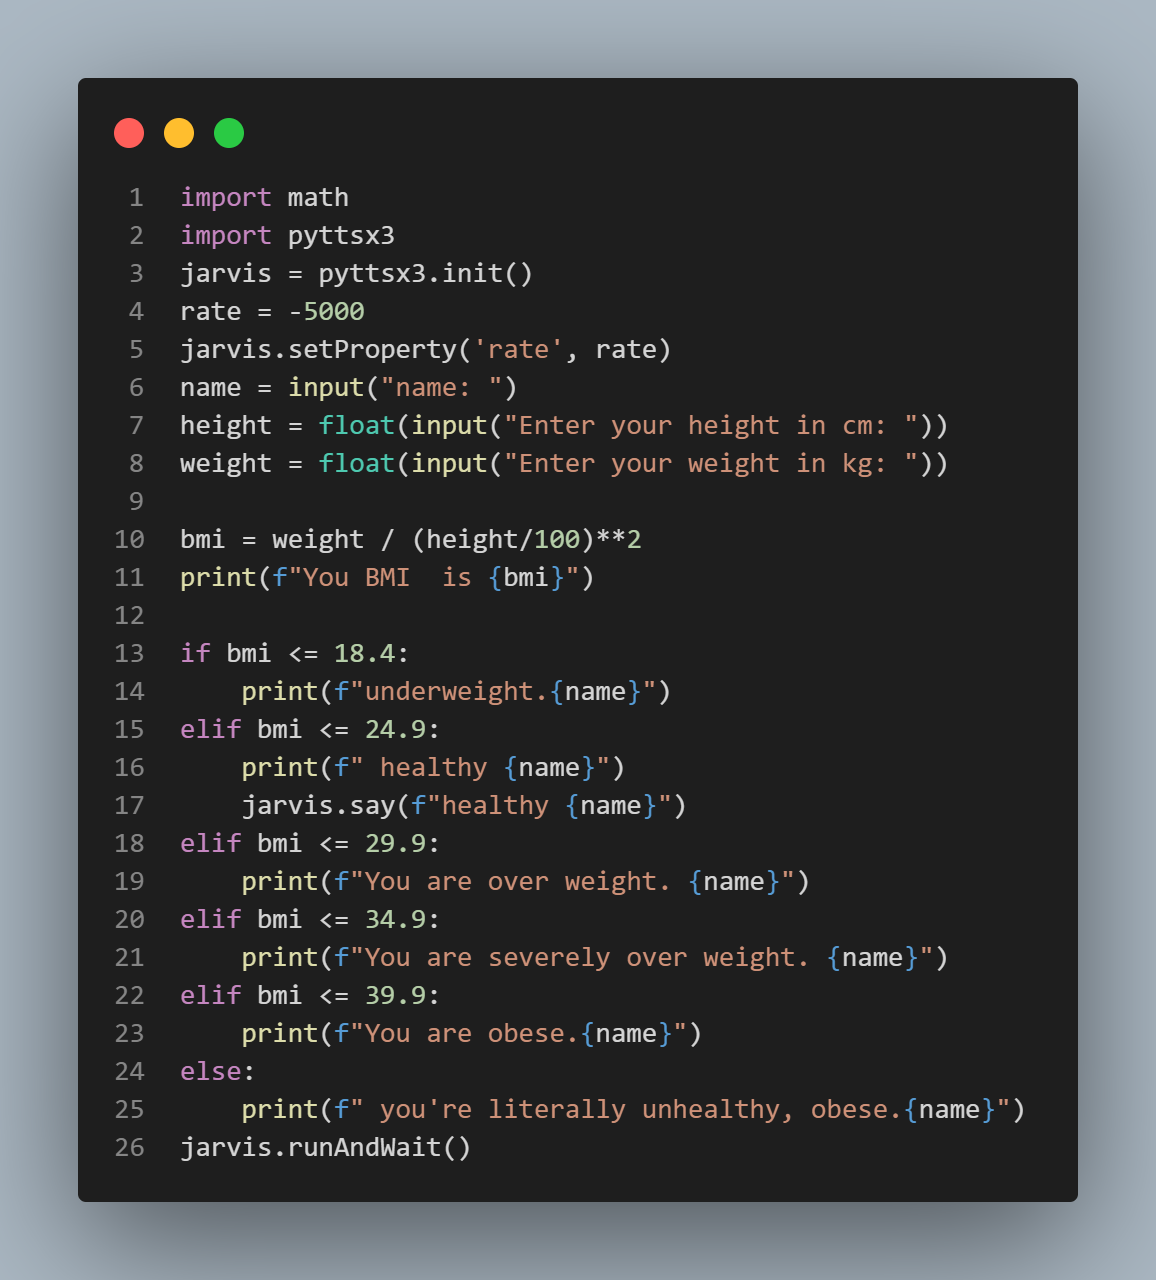 1 import math
2 import pyttsx3
3 jarvis = pyttsx3.init()
4 rate = -5000
5 jarvis.setProperty('rate', rate)
6 name = input("name: ")
7 height = float(input("Enter your height in cm: "))
8 weight = float(input("Enter your weight in kg: "))
9
10 bmi = weight / (height/100)**2
11 print(f"You BMI  is {bmi}")
12
13 if bmi <= 18.4:
14     print(f"underweight.{name}")
15 elif bmi <= 24.9:
16     print(f" healthy {name}")
17     jarvis.say(f"healthy {name}")
18 elif bmi <= 29.9:
19     print(f"You are over weight. {name}")
20 elif bmi <= 34.9:
21     print(f"You are severely over weight. {name}")
22 elif bmi <= 39.9:
23     print(f"You are obese.{name}")
24 else:
25     print(f" you're literally unhealthy, obese.{name}")
26 jarvis.runAndWait()